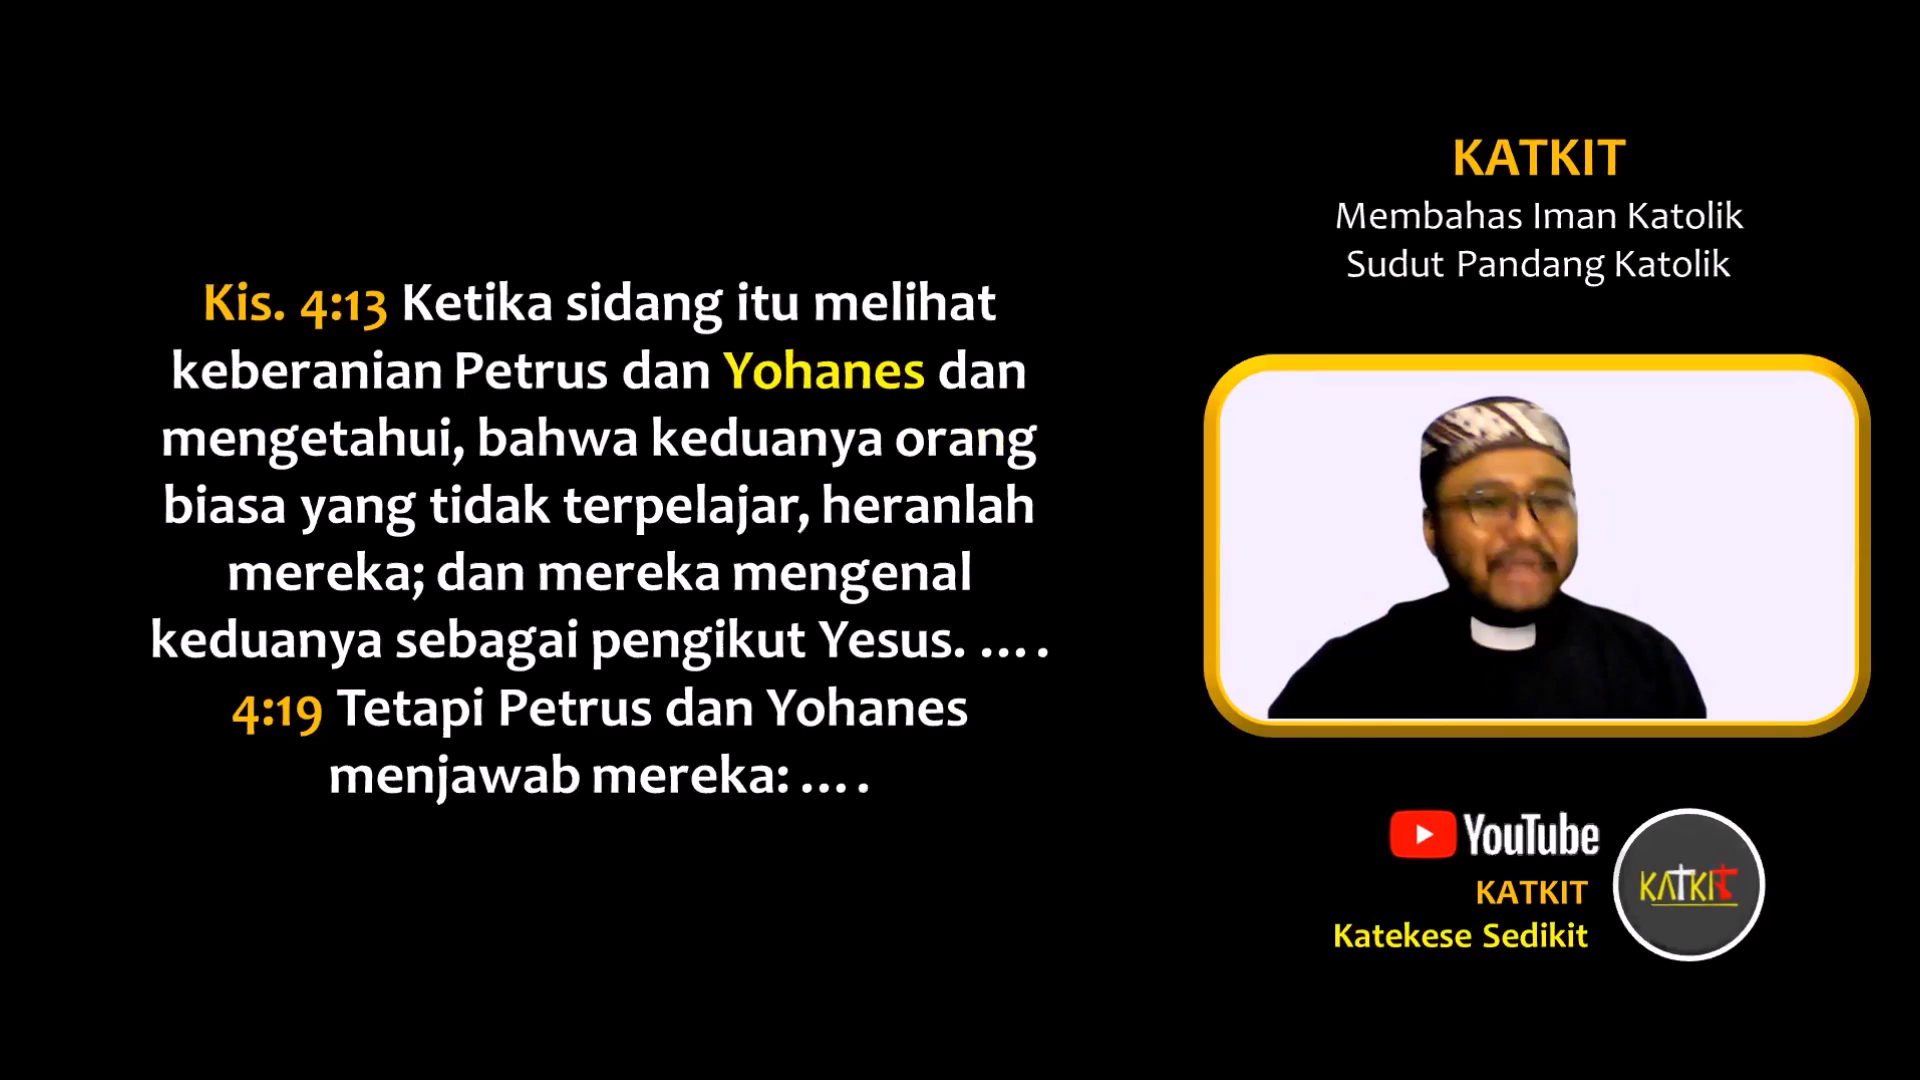 Kis. 4:13 Ketika sidang itu melihat
keberanian Petrus dan Yohanes dan
mengetahui, bahwa keduanya orang
biasa yang tidak terpelajar, heranlah
mereka; dan mereka mengenal
keduanya sebagai pengikut Yesus. ....
4:19 Tetapi Petrus dan Yohanes
menjawab mereka: ....
KATKIT
Membahas Iman Katolik
Sudut Pandang Katolik
YouTube
KATKIT
Katekese Sedikit
KATKIT